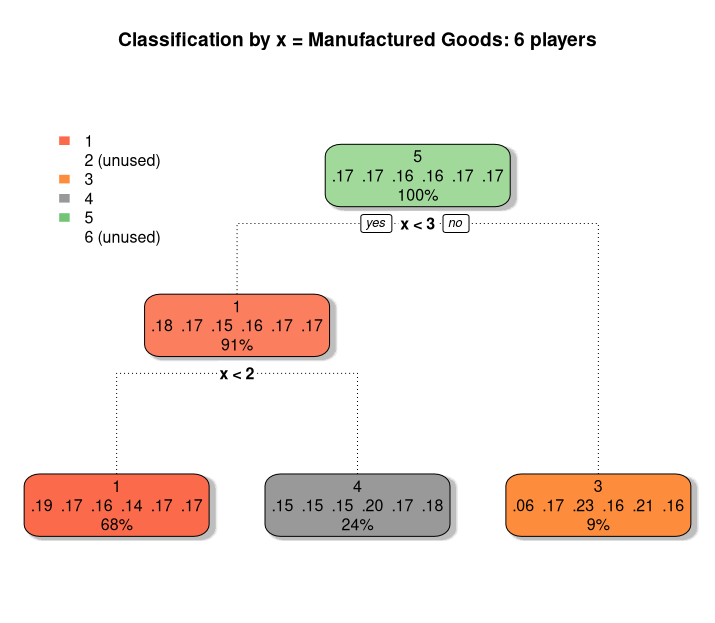 Classification by x = Manufactured Goods: 6 players
1
2 (unused)
3
4
5
6 (unused)
5
.17 .17 .16 .16 .17 .17
100%
yes x < 3 no
1
.18 .17 .15 .16 .17 .17
91%
x < 2
1
.19 .17 .16 .14 .17 .17
68%
4
.15 .15 .15 .20 .17 .18
24%
3
.06 .17 .23 .16 .21 .16
9%